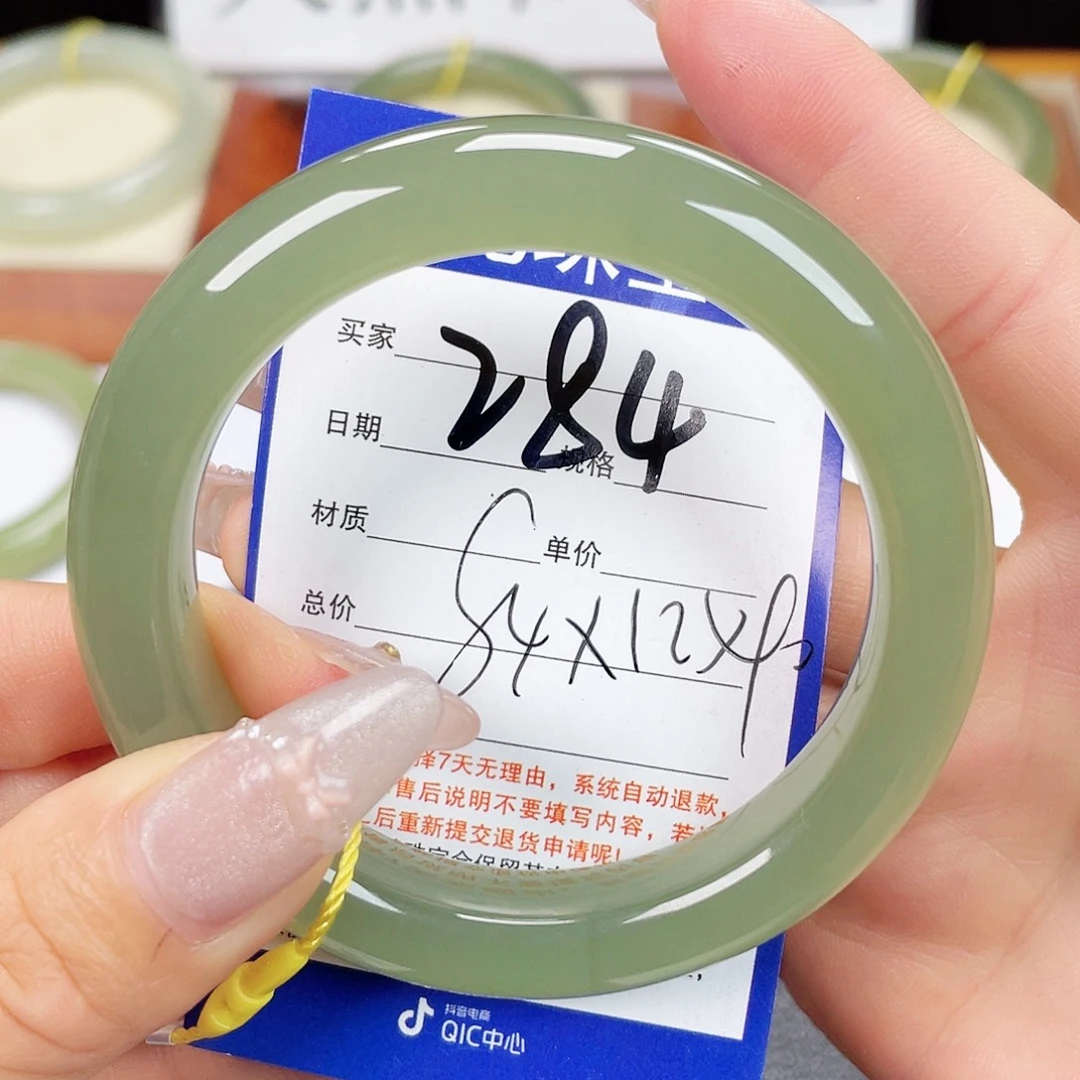 珠宝
买家 284
日期
规格
材质
单价
总价 54X12X9
择7天无理由，系统自动退款，
售后说明不要填写内容，若
后重新提交退货申请呢！
抖音电商
QIC中心